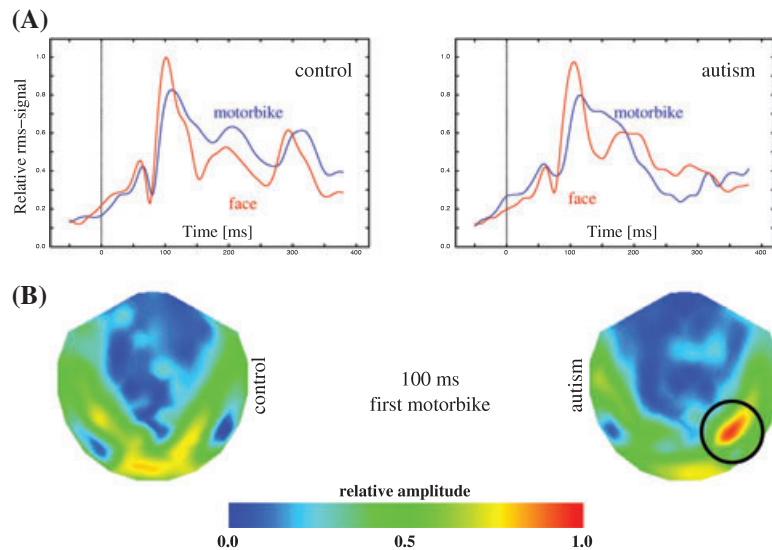 (A)
control
motorbike
face
Relative rms–signal
1.0
0.8
0.6
0.4
0.2
0.0
Time [ms]
0 100 200 300 400
autism
motorbike
face
1.0
0.8
0.6
0.4
0.2
0.0
Time [ms]
0 100 200 300 400
(B)
control
100 ms
first motorbike
autism
relative amplitude
0.0 0.5 1.0